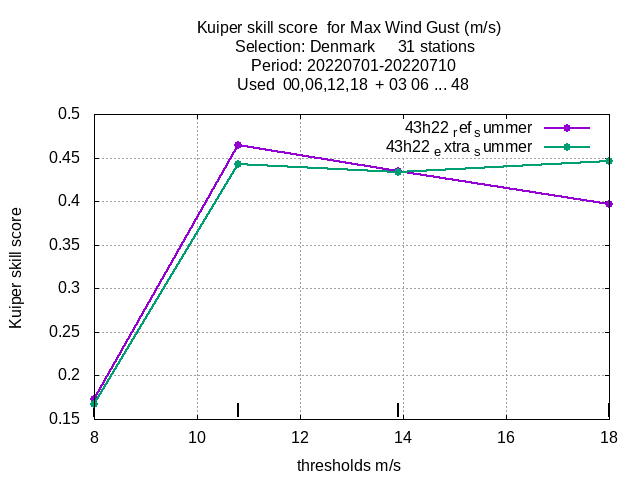 Kuiper skill score  for Max Wind Gust (m/s)
Selection: Denmark     31 stations
Period: 20220701-20220710
Used  00,06,12,18  + 03 06 ... 48
43h22 ref summer
43h22 extra summer
0.5
0.45
0.4
0.35
0.3
0.25
0.2
0.15
Kuiper skill score
8 10 12 14 16 18
thresholds m/s